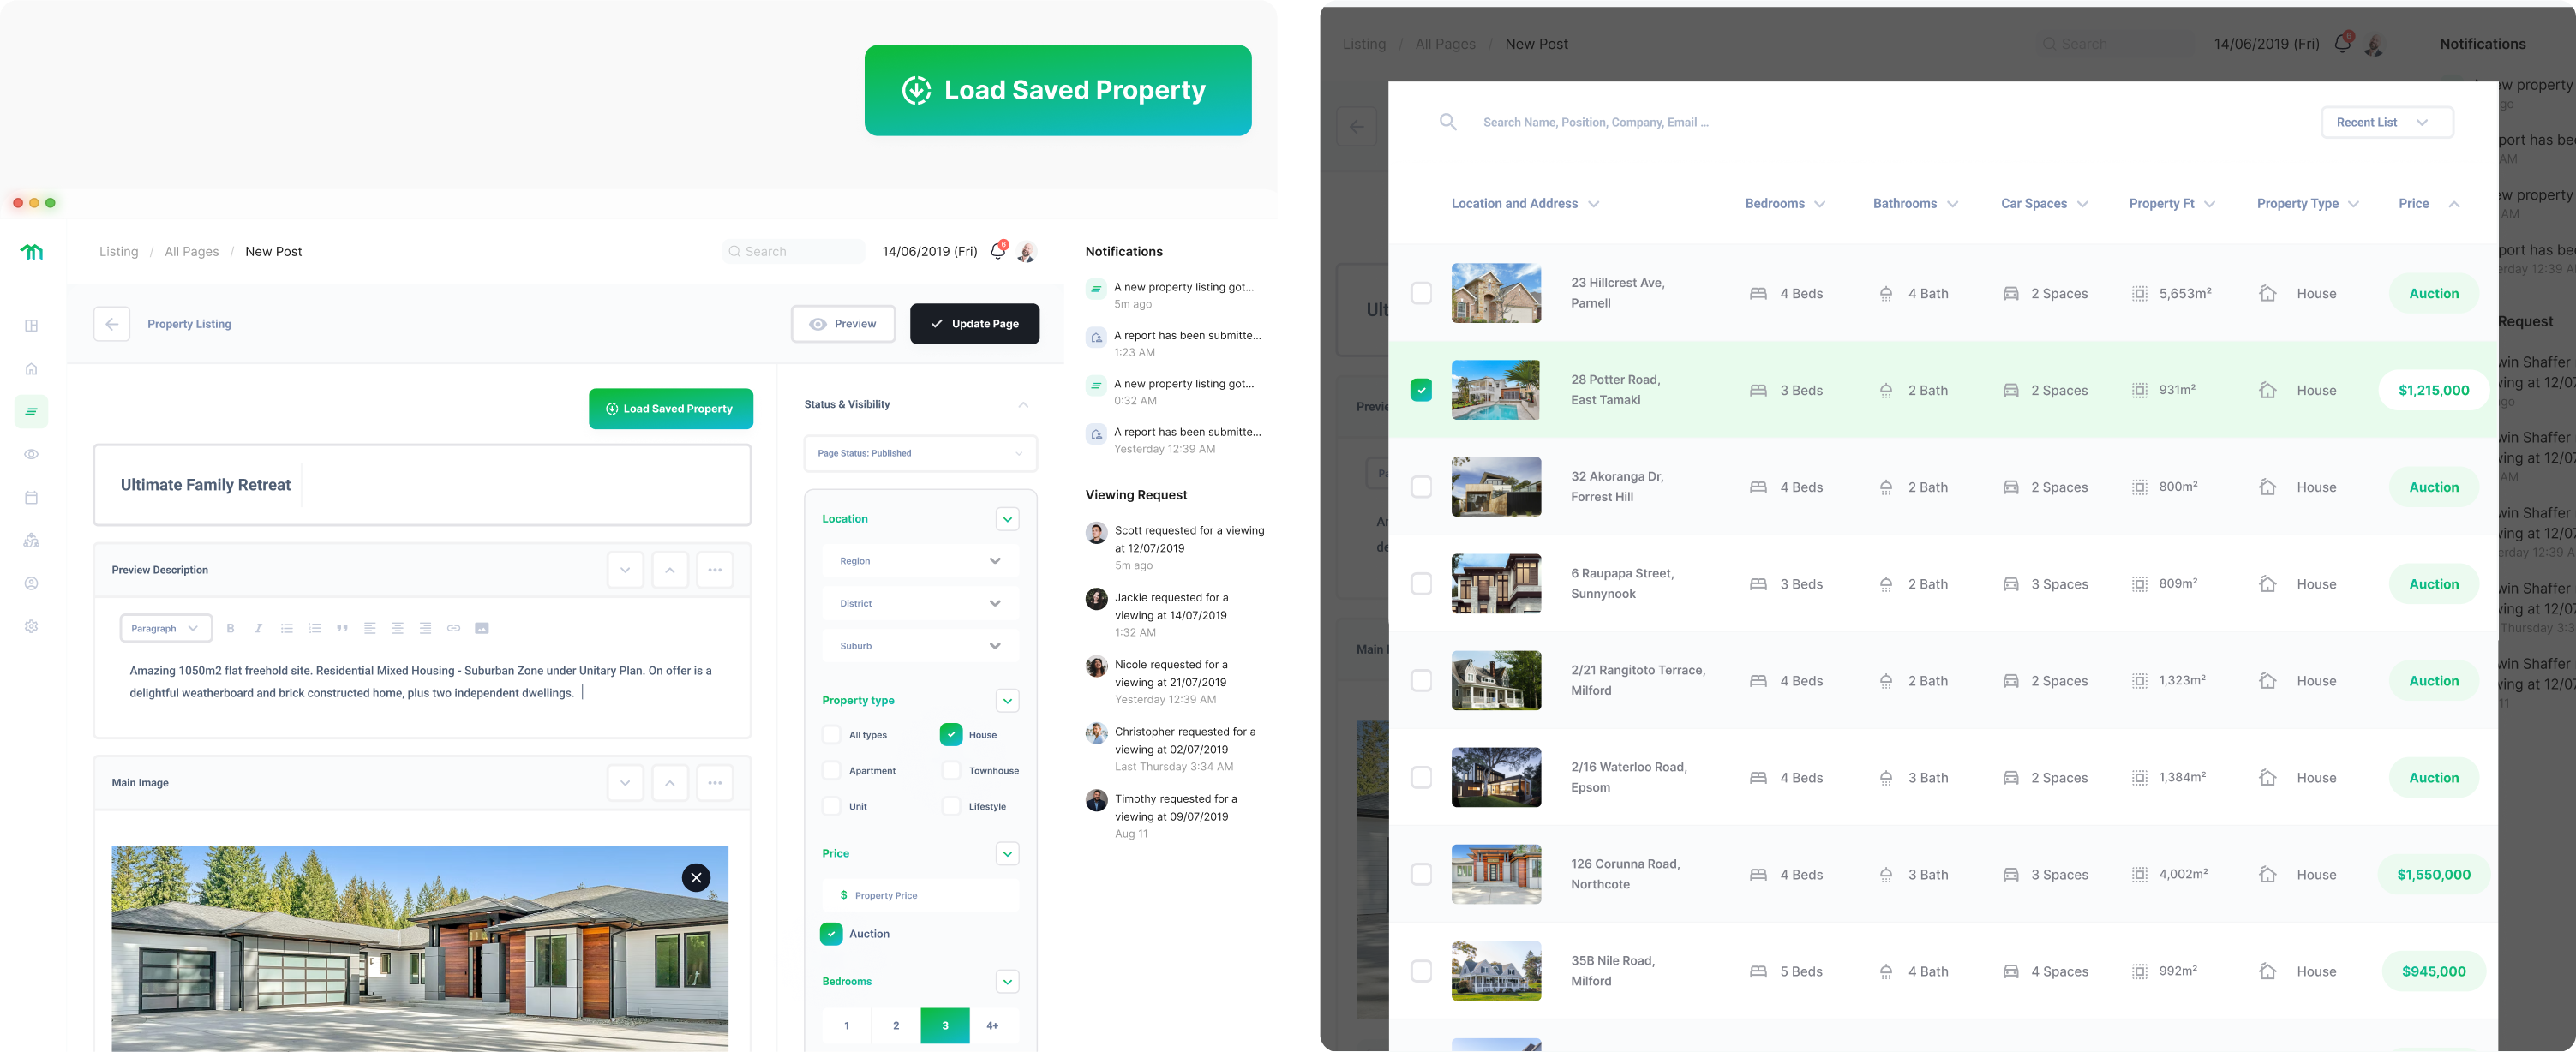 Load Saved Property
Listing / All Pages / New Post
Search
14/06/2019 (Fri)
6
Property Listing
Preview
Update Page
Load Saved Property
Ultimate Family Retreat
Preview Description
Paragraph
B I
Amazing 1050m2 flat freehold site. Residential Mixed Housing - Suburban Zone under Unitary Plan. On offer is a
delightful weatherboard and brick constructed home, plus two independent dwellings.
Main Image
Status & Visibility
Page Status: Published
Location
Region
District
Suburb
Property type
All types
House
Apartment
Townhouse
Unit
Lifestyle
Price
$ Property Price
Auction
Bedrooms
1 2 3 4+
Notifications
A new property listing got...
5m ago
A report has been submitte...
1:23 AM
A new property listing got...
0:32 AM
A report has been submitte...
Yesterday 12:39 AM
Viewing Request
Scott requested for a viewing
at 12/07/2019
5m ago
Jackie requested for a
viewing at 14/07/2019
1:32 AM
Nicole requested for a
viewing at 21/07/2019
Yesterday 12:39 AM
Christopher requested for a
viewing at 02/07/2019
Last Thursday 3:34 AM
Timothy requested for a
viewing at 09/07/2019
Aug 11
Listing / All Pages / New Post
Search
14/06/2019 (Fri)
6
Notifications
Search Name, Position, Company, Email ...
Recent List
Location and Address
Bedrooms
Bathrooms
Car Spaces
Property Ft
Property Type
Price
23 Hillcrest Ave,
Parnell
4 Beds
4 Bath
2 Spaces
5,653m²
House
Auction
28 Potter Road,
East Tamaki
3 Beds
2 Bath
2 Spaces
931m²
House
$1,215,000
32 Akoranga Dr,
Forrest Hill
4 Beds
2 Bath
2 Spaces
800m²
House
Auction
6 Raupapa Street,
Sunnynook
3 Beds
2 Bath
3 Spaces
809m²
House
Auction
2/21 Rangitoto Terrace,
Milford
4 Beds
2 Bath
2 Spaces
1,323m²
House
Auction
2/16 Waterloo Road,
Epsom
4 Beds
3 Bath
2 Spaces
1,384m²
House
Auction
126 Corunna Road,
Northcote
4 Beds
3 Bath
3 Spaces
4,002m²
House
$1,550,000
35B Nile Road,
Milford
5 Beds
4 Bath
4 Spaces
992m²
House
$945,000